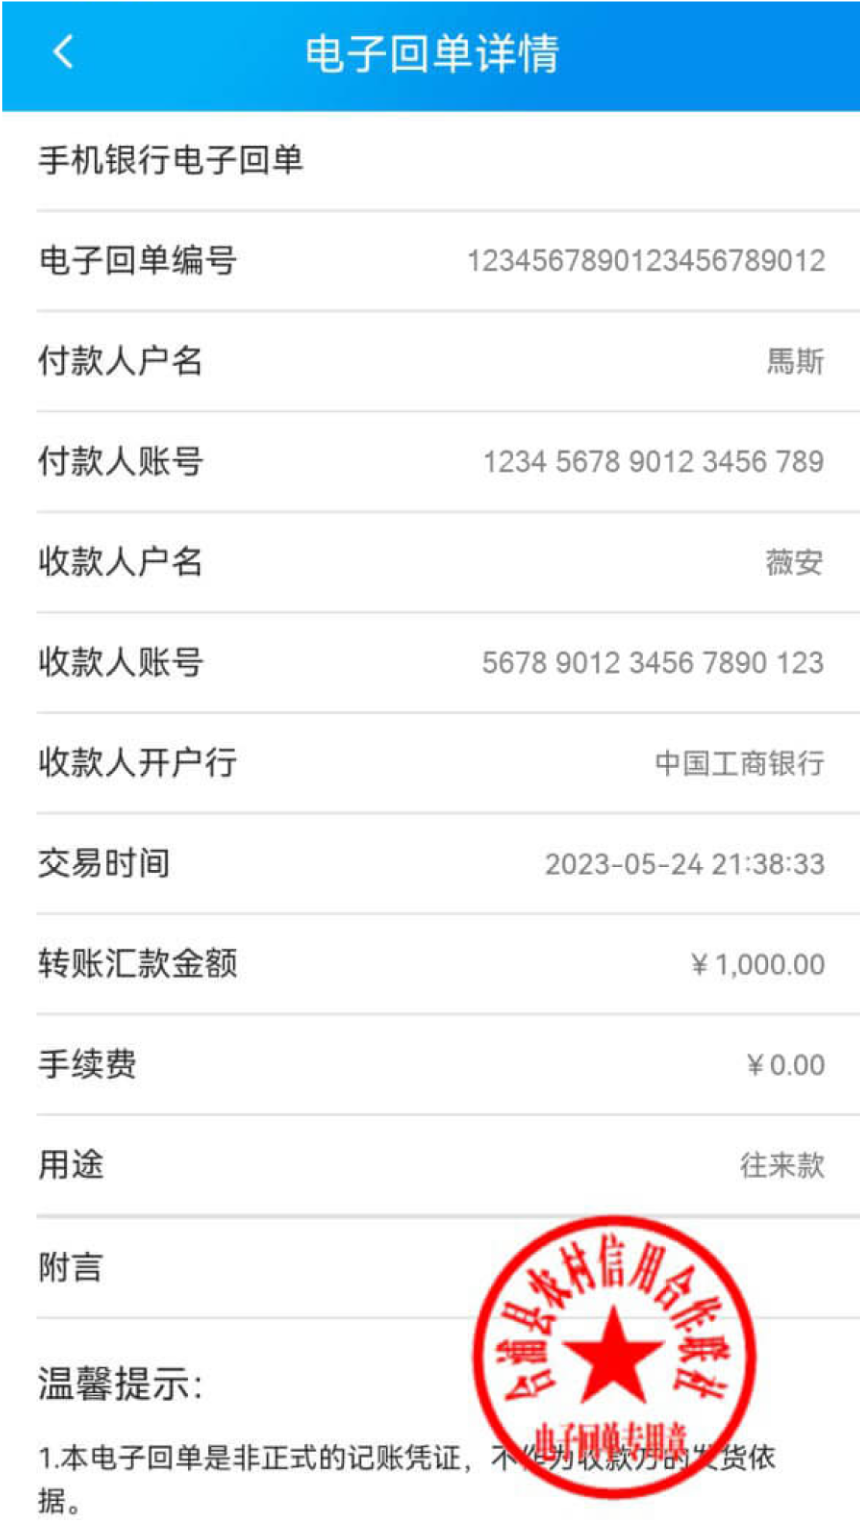 电子回单详情
手机银行电子回单
电子回单编号 1234567890123456789012
付款人户名 馬斯
付款人账号 1234 5678 9012 3456 789
收款人户名 薇安
收款人账号 5678 9012 3456 7890 123
收款人开户行 中国工商银行
交易时间 2023-05-24 21:38:33
转账汇款金额 ¥1,000.00
手续费 ¥0.00
用途 往来款
附言
合浦县农村信用合作联社
电子回单专用章
温馨提示:
1.本电子回单是非正式的记账凭证，不作为收款方的发货依
据。